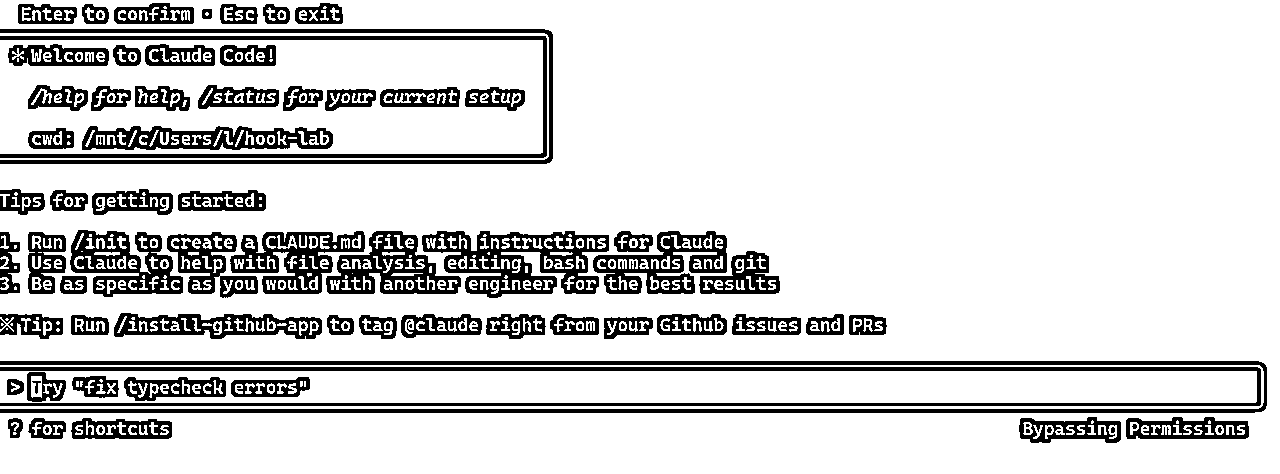 Enter to confirm · Esc to exit
✻ Welcome to Claude Code!
/help for help, /status for your current setup
cwd: /mnt/c/Users/l/hook-lab
Tips for getting started:
1. Run /init to create a CLAUDE.md file with instructions for Claude
2. Use Claude to help with file analysis, editing, bash commands and git
3. Be as specific as you would with another engineer for the best results
※ Tip: Run /install-github-app to tag @claude right from your Github issues and PRs
> Try "fix typecheck errors"
? for shortcuts Bypassing Permissions